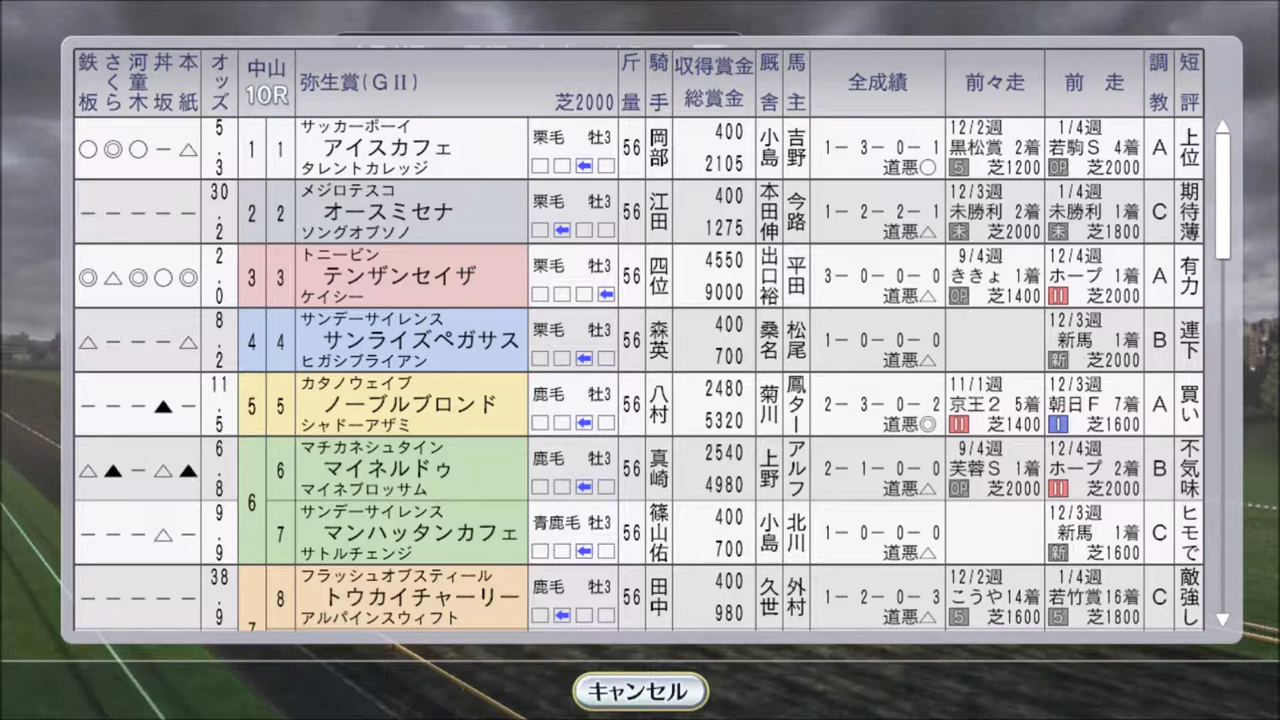 鉄板 さくら 河童木 丼坂 本紙 オッズ 中山10R 弥生賞(GⅡ) 芝2000 斤量 騎手 収得賞金 総賞金 厩舎 馬主 全成績 前々走 前 走 調教 短評
○ ◎ ○ － △ 5.3 1 1 サッカーボーイ 栗毛 牡3 56 岡部 400 小島 吉野 1－ 3－ 0－ 1 12/2週 1/4週 A 上位
アイスカフェ 黒松賞 2着 若駒S 4着
タレントカレッジ 2105 道悪○ 5 芝1200 OP 芝2000
－ － － － － 30.2 2 2 メジロテスコ 栗毛 牡3 56 江田 400 本田伸 今路 1－ 2－ 2－ 1 12/3週 1/4週 C 期待薄
オースミセナ 未勝利 2着 未勝利 1着
ソングオブソノ 1275 道悪△ 未 芝2000 未 芝1800
◎ △ ◎ ○ ◎ 2.0 3 3 トニービン 栗毛 牡3 56 四位 4550 出口裕 平田 3－ 0－ 0－ 0 9/4週 12/4週 A 有力
テンザンセイザ ききょ 1着 ホープ 1着
ケイシー 9000 道悪△ OP 芝1400 Ⅱ 芝2000
△ － － － △ 8.2 4 4 サンデーサイレンス 栗毛 牡3 56 森英 400 桑名 松尾 1－ 0－ 0－ 0 12/3週 B 連下
サンライズペガサス 新馬 1着
ヒガシブライアン 700 道悪△ 新 芝2000
－ － － ▲ － 11.5 5 5 カタノウェイブ 鹿毛 牡3 56 八村 2480 菊川 鳳ター 2－ 3－ 0－ 2 11/1週 12/3週 A 買い
ノーブルブロンド 京王2 5着 朝日F 7着
シャドーアザミ 5320 道悪◎ Ⅱ 芝1400 Ⅰ 芝1600
△ ▲ － △ ▲ 6.8 6 6 マチカネシュタイン 鹿毛 牡3 56 真崎 2540 上野 アルルフ 2－ 1－ 0－ 0 9/4週 12/4週 B 不気味
マイネルドゥ 芙蓉S 1着 ホープ 2着
マイネブロッサム 4980 道悪△ OP 芝2000 Ⅱ 芝2000
－ － － △ － 9.9 7 サンデーサイレンス 青鹿毛 牡3 56 篠山佑 400 小島 北川 1－ 0－ 0－ 0 12/3週 C ヒモで
マンハッタンカフェ 新馬 1着
サトルチェンジ 700 道悪△ 新 芝1600
－ － － － － 38.9 7 8 フラッシュオブスティール 鹿毛 牡3 56 田中 400 久世 外村 1－ 2－ 0－ 3 12/2週 1/4週 C 敵強し
トウカイチャーリー こうや14着 若竹賞16着
アルパインスウィフト 980 道悪△ 5 芝1600 5 芝1800
キャンセル